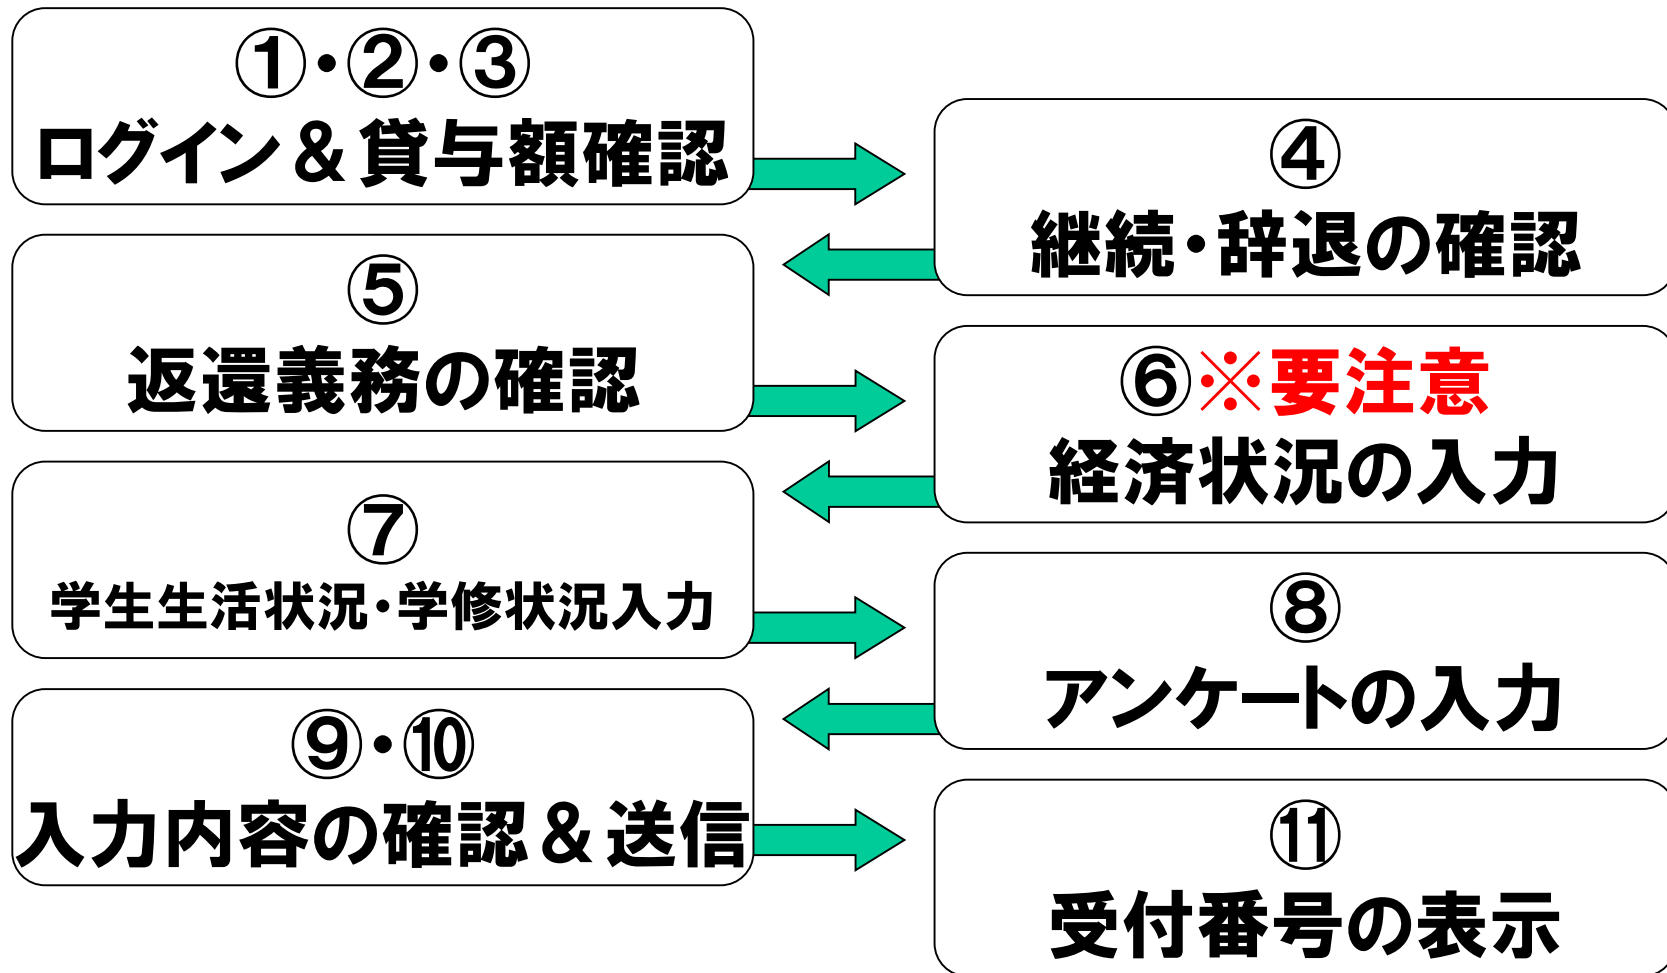 ①・②・③
ログイン＆貸与額確認
④
継続・辞退の確認
⑤
返還義務の確認
⑥※要注意
経済状況の入力
⑦
学生生活状況・学修状況入力
⑧
アンケートの入力
⑨・⑩
入力内容の確認＆送信
⑪
受付番号の表示